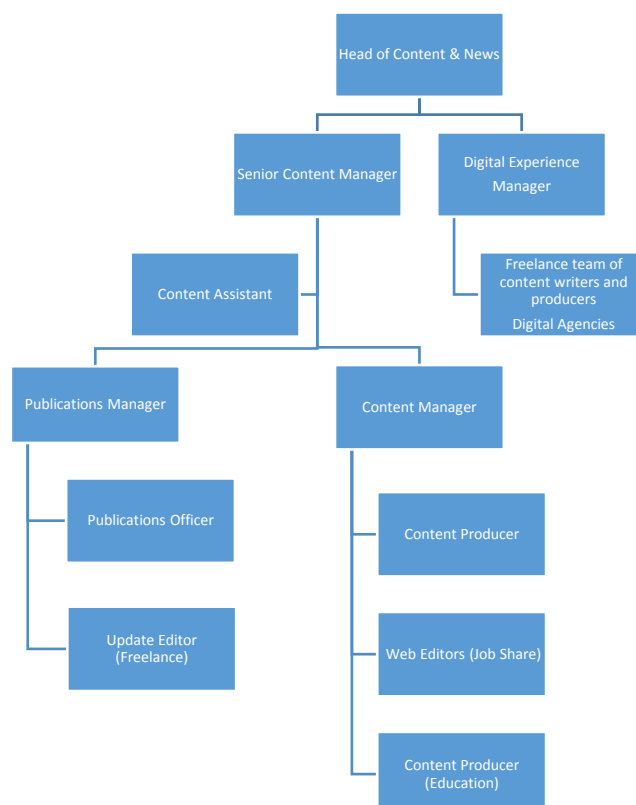 Head of Content & News
Senior Content Manager
Digital Experience
Manager
Content Assistant
Freelance team of
content writers and
producers
Digital Agencies
Publications Manager
Content Manager
Publications Officer
Content Producer
Update Editor
(Freelance)
Web Editors (Job Share)
Content Producer
(Education)